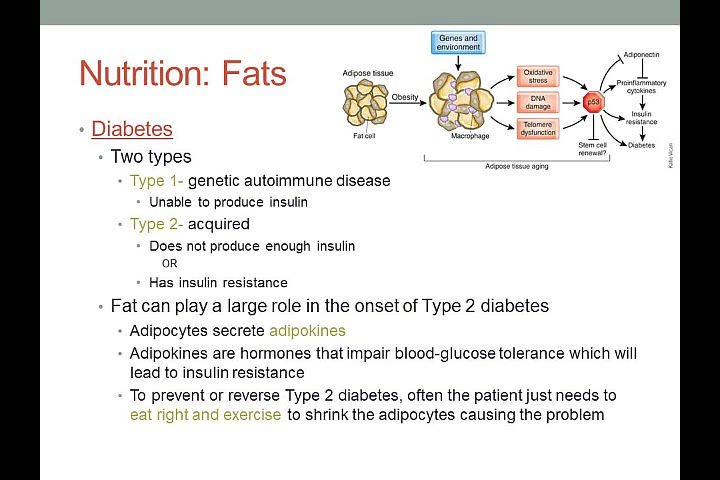 Nutrition: Fats
Genes and
environment
Adipose tissue
Obesity
Fat cell
Macrophage
Oxidative
stress
DNA
damage
Telomere
dysfunction
p53
Adiponectin
Proinflammatory
cytokines
Insulin
resistance
Diabetes
Stem cell
renewal?
Adipose tissue aging
• Diabetes
• Two types
• Type 1- genetic autoimmune disease
• Unable to produce insulin
• Type 2- acquired
• Does not produce enough insulin
OR
• Has insulin resistance
• Fat can play a large role in the onset of Type 2 diabetes
• Adipocytes secrete adipokines
• Adipokines are hormones that impair blood-glucose tolerance which will
lead to insulin resistance
• To prevent or reverse Type 2 diabetes, often the patient just needs to
eat right and exercise to shrink the adipocytes causing the problem